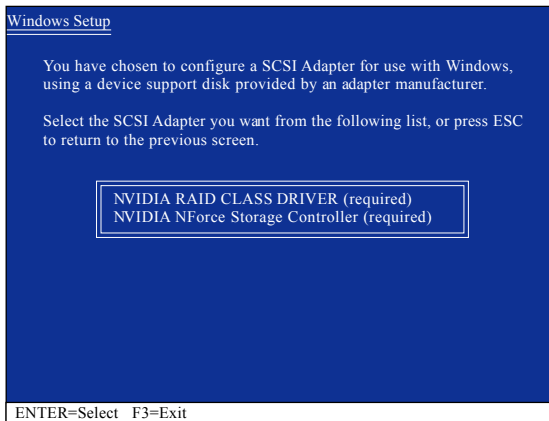 Windows Setup
You have chosen to configure a SCSI Adapter for use with Windows,
using a device support disk provided by an adapter manufacturer.
Select the SCSI Adapter you want from the following list, or press ESC
to return to the previous screen.
NVIDIA RAID CLASS DRIVER (required)
NVIDIA NForce Storage Controller (required)
ENTER=Select F3=Exit